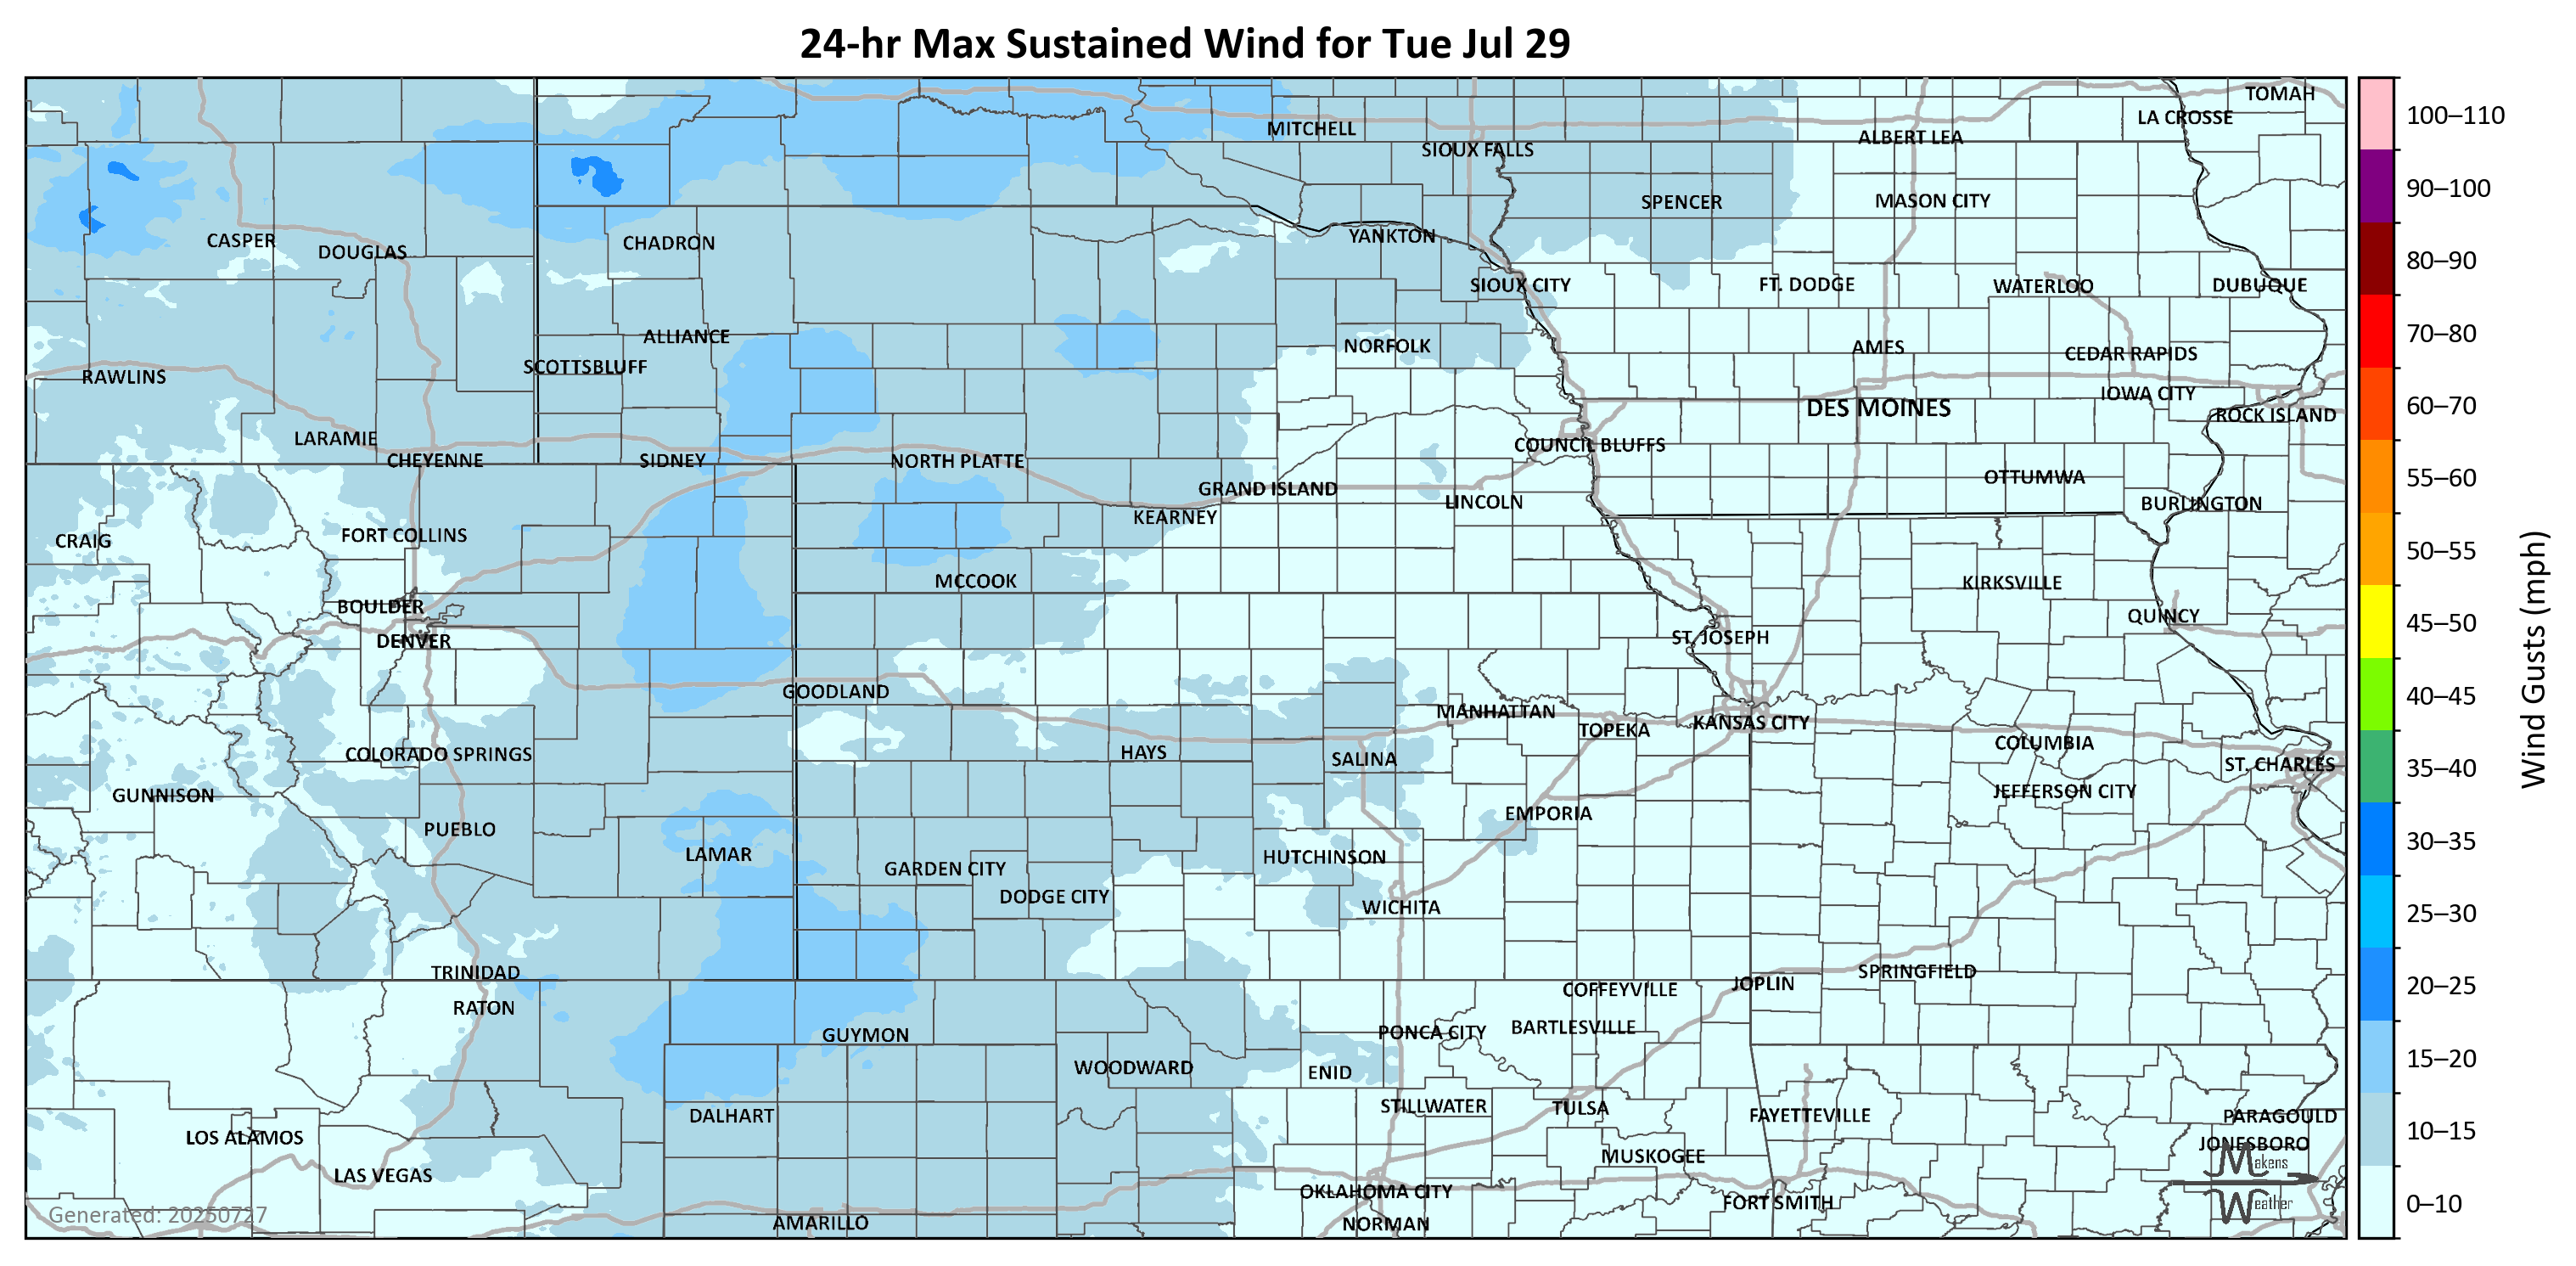 24-hr Max Sustained Wind for Tue Jul 29
TOMAH
LA CROSSE
MITCHELL
ALBERT LEA
SIOUX FALLS
SPENCER
MASON CITY
CASPER
DOUGLAS
CHADRON
YANKTON
SIOUX CITY
FT. DODGE
WATERLOO
DUBUQUE
ALLIANCE
NORFOLK
AMES
CEDAR RAPIDS
SCOTTSBLUFF
RAWLINS
IOWA CITY
DES MOINES
ROCK ISLAND
LARAMIE
COUNCIL BLUFFS
CHEYENNE
SIDNEY
NORTH PLATTE
OTTUMWA
GRAND ISLAND
LINCOLN
BURLINGTON
KEARNEY
CRAIG
FORT COLLINS
MCCOOK
KIRKSVILLE
BOULDER
QUINCY
DENVER
ST. JOSEPH
GOODLAND
MANHATTAN
TOPEKA
KANSAS CITY
COLORADO SPRINGS
HAYS
SALINA
COLUMBIA
ST. CHARLES
GUNNISON
JEFFERSON CITY
PUEBLO
EMPORIA
LAMAR
GARDEN CITY
HUTCHINSON
DODGE CITY
WICHITA
TRINIDAD
SPRINGFIELD
JOPLIN
COFFEYVILLE
RATON
GUYMON
PONCA CITY
BARTLESVILLE
WOODWARD
ENID
DALHART
STILLWATER
TULSA
FAYETTEVILLE
PARAGOULD
LOS ALAMOS
JONESBORO
LAS VEGAS
MUSKOGEE
OKLAHOMA CITY
FORT SMITH
AMARILLO
NORMAN
Generated: 20250727
Makens
Weather
100–110
90–100
80–90
70–80
60–70
55–60
50–55
45–50
40–45
35–40
30–35
25–30
20–25
15–20
10–15
0–10
Wind Gusts (mph)